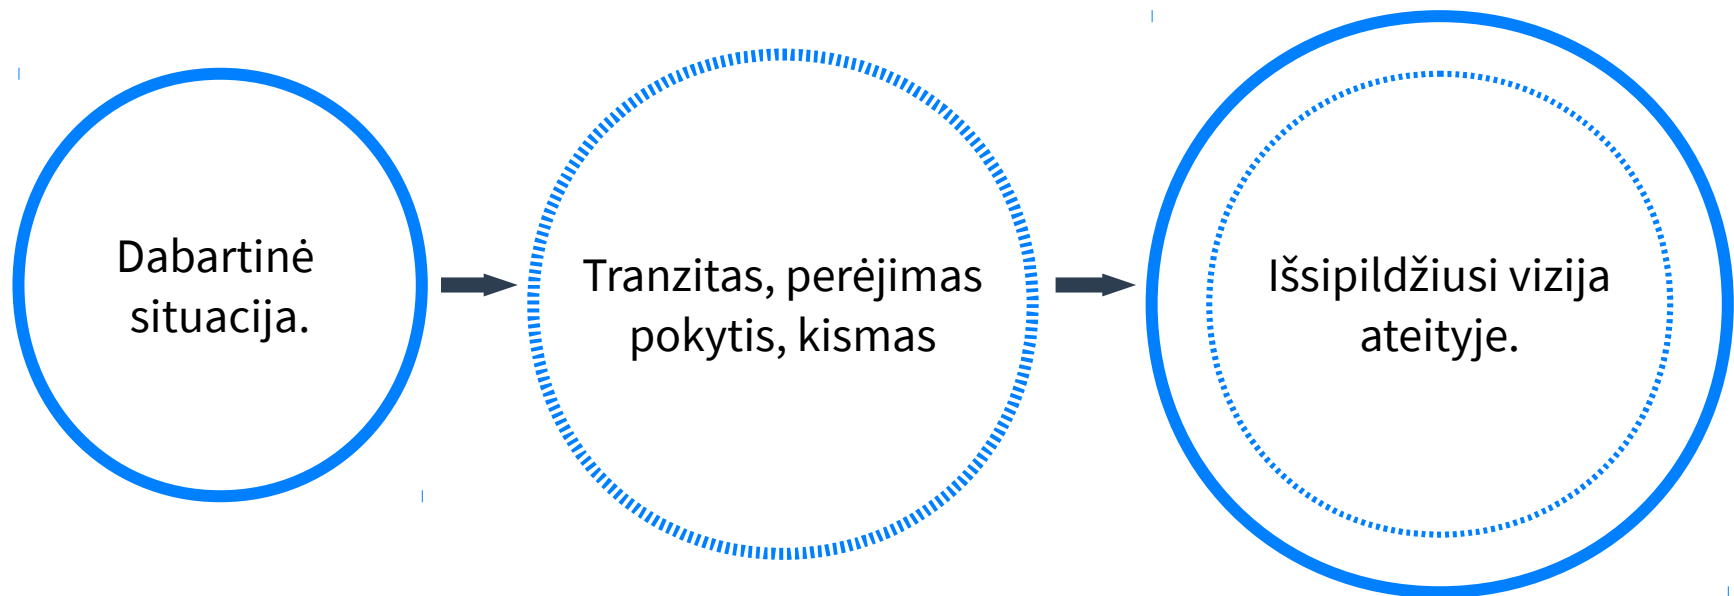 Dabartinė
situacija.
Tranzitas, perėjimas
pokytis, kismas
Išsipildžiusi vizija
ateityje.